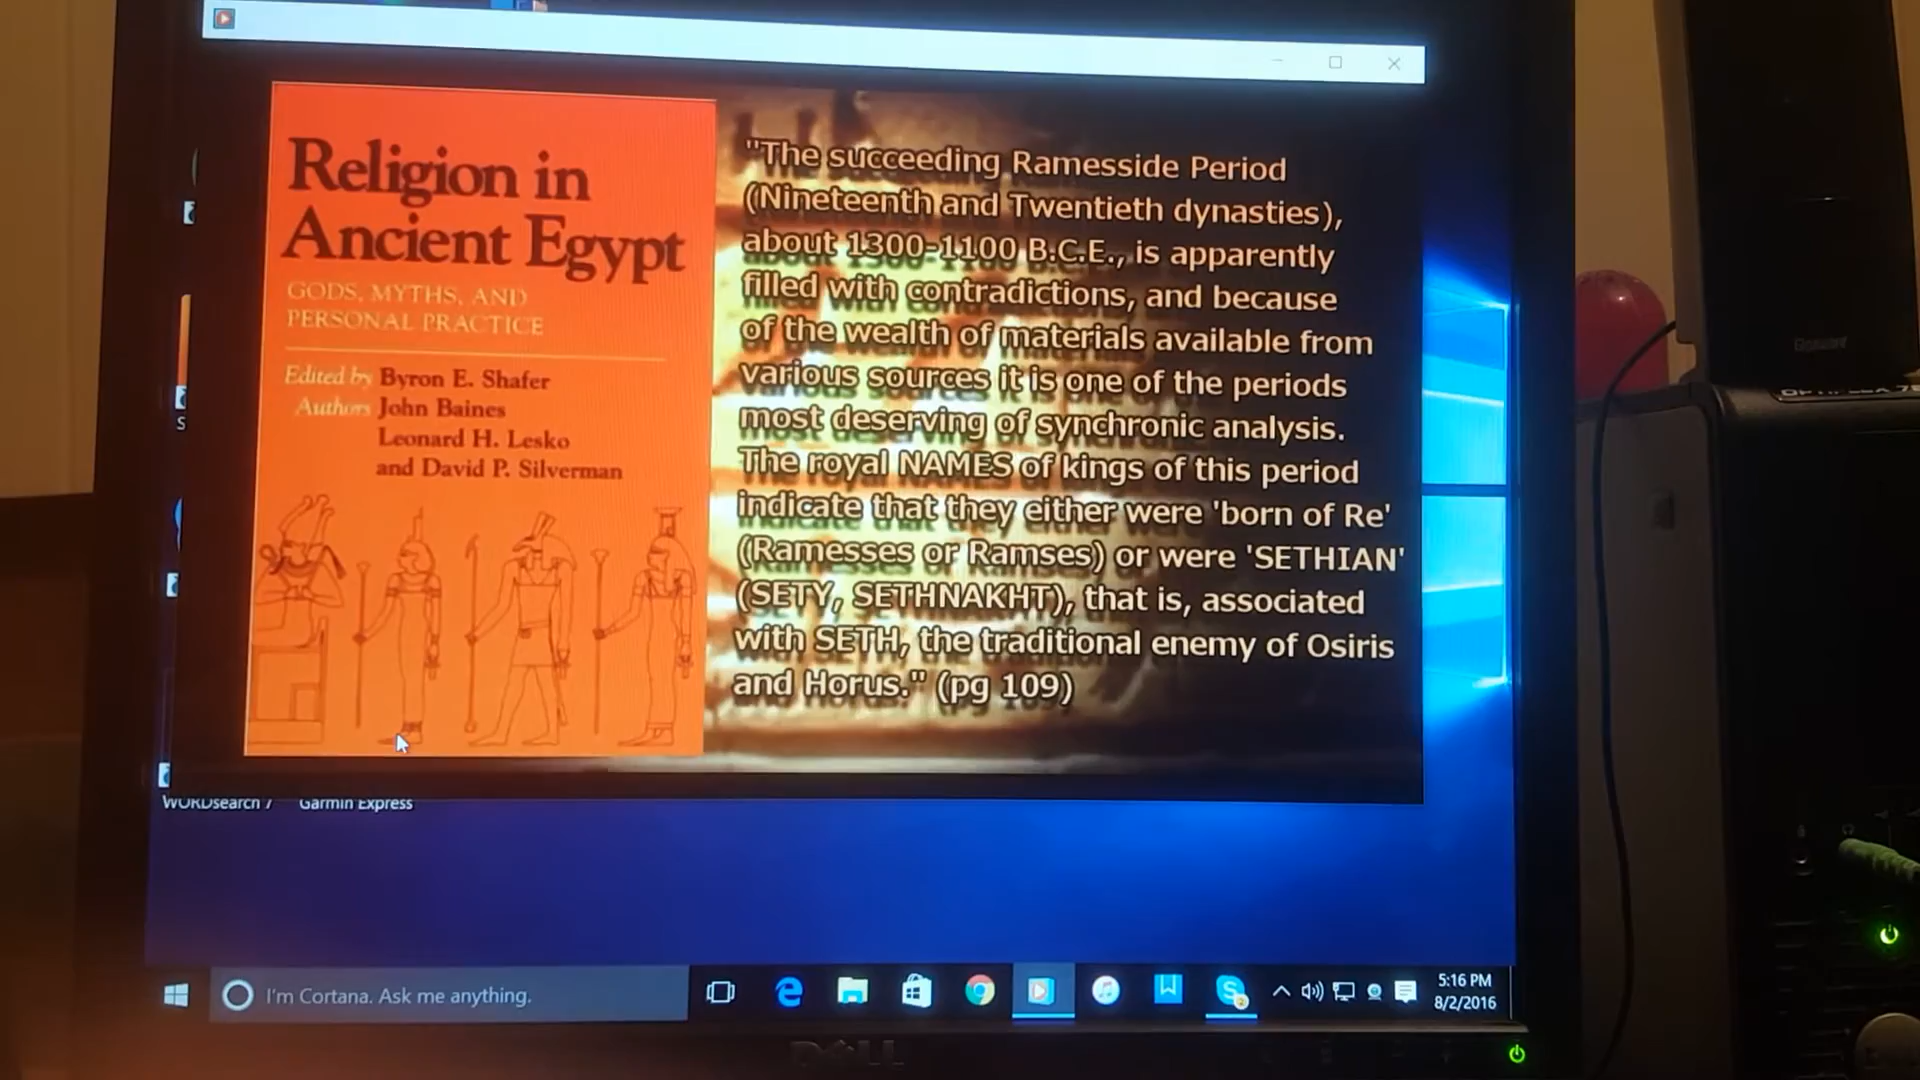 Religion in
Ancient Egypt
GODS, MYTHS, AND
PERSONAL PRACTICE
Edited by Byron E. Shafer
Authors John Baines
Leonard H. Lesko
and David P. Silverman
"The succeeding Ramesside Period
(Nineteenth and Twentieth dynasties),
about 1300-1100 B.C.E., is apparently
filled with contradictions, and because
of the wealth of materials available from
various sources it is one of the periods
most deserving of synchronic analysis.
The royal NAMES of kings of this period
indicate that they either were 'born of Re'
(Ramesses or Ramses) or were 'SETHIAN'
(SETY, SETHNAKHT), that is, associated
with SETH, the traditional enemy of Osiris
and Horus." (pg 109)
S
WORDsearch 7 Garmin Express
I'm Cortana. Ask me anything.
5:16 PM
8/2/2016
DELL